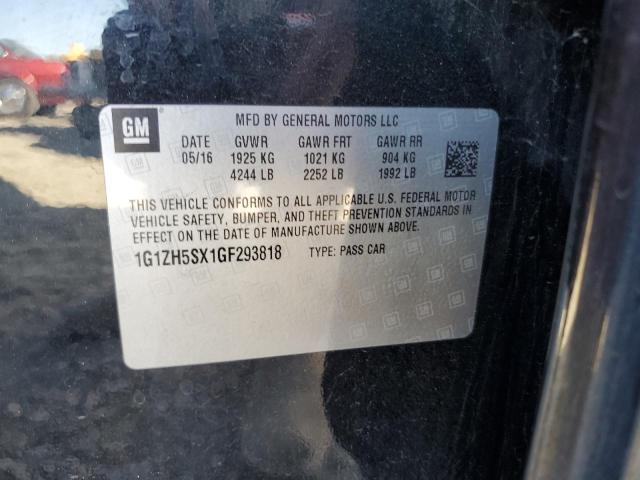 GM
MFD BY GENERAL MOTORS LLC
DATE GVWR GAWR FRT GAWR RR
05/16 1925 KG 1021 KG 904 KG
4244 LB 2252 LB 1992 LB
THIS VEHICLE CONFORMS TO ALL APPLICABLE U.S. FEDERAL MOTOR
VEHICLE SAFETY, BUMPER, AND THEFT PREVENTION STANDARDS IN
EFFECT ON THE DATE OF MANUFACTURE SHOWN ABOVE.
1G1ZH5SX1GF293818 TYPE: PASS CAR